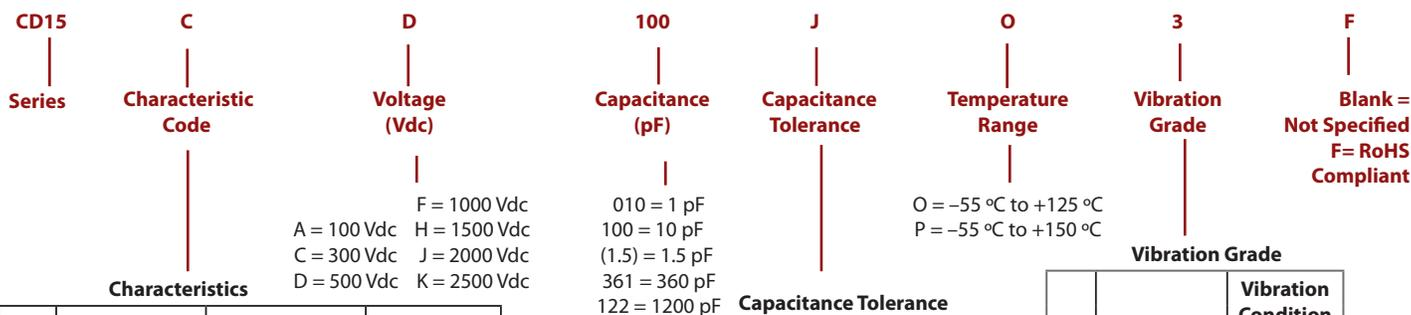 CD15 C D 100 J O 3 F
Series
Characteristic
Code
Voltage
(Vdc)
Capacitance
(pF)
Capacitance
Tolerance
Temperature
Range
Vibration
Grade
Blank =
Not Specified
F= RoHS
Compliant
F = 1000 Vdc
A = 100 Vdc H = 1500 Vdc
C = 300 Vdc J = 2000 Vdc
D = 500 Vdc K = 2500 Vdc
010 = 1 pF
100 = 10 pF
(1.5) = 1.5 pF
361 = 360 pF
122 = 1200 pF
O = –55 ºC to +125 ºC
P = –55 ºC to +150 ºC
Characteristics
Capacitance Tolerance
Vibration Grade
Vibration
Condition